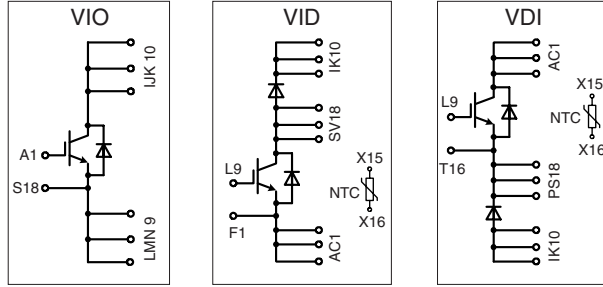 VIO
IJK 10
A1
S18
LMN 9
VID
IK10
SV18
L9
X15
NTC
X16
F1
AC1
VDI
AC1
L9
X15
NTC
X16
T16
PS18
IK10